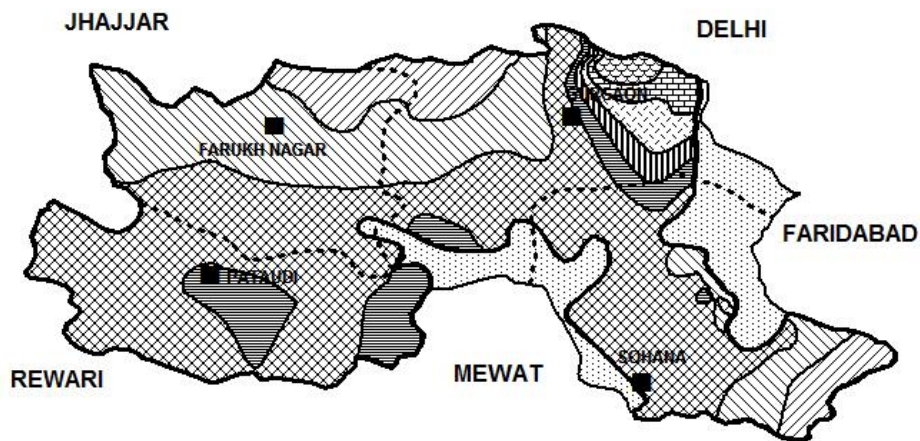 JHAJJAR
DELHI
GURGAON
FARUKH NAGAR
FARIDABAD
PATAUDI
REWARI
MEWAT
SOHANA